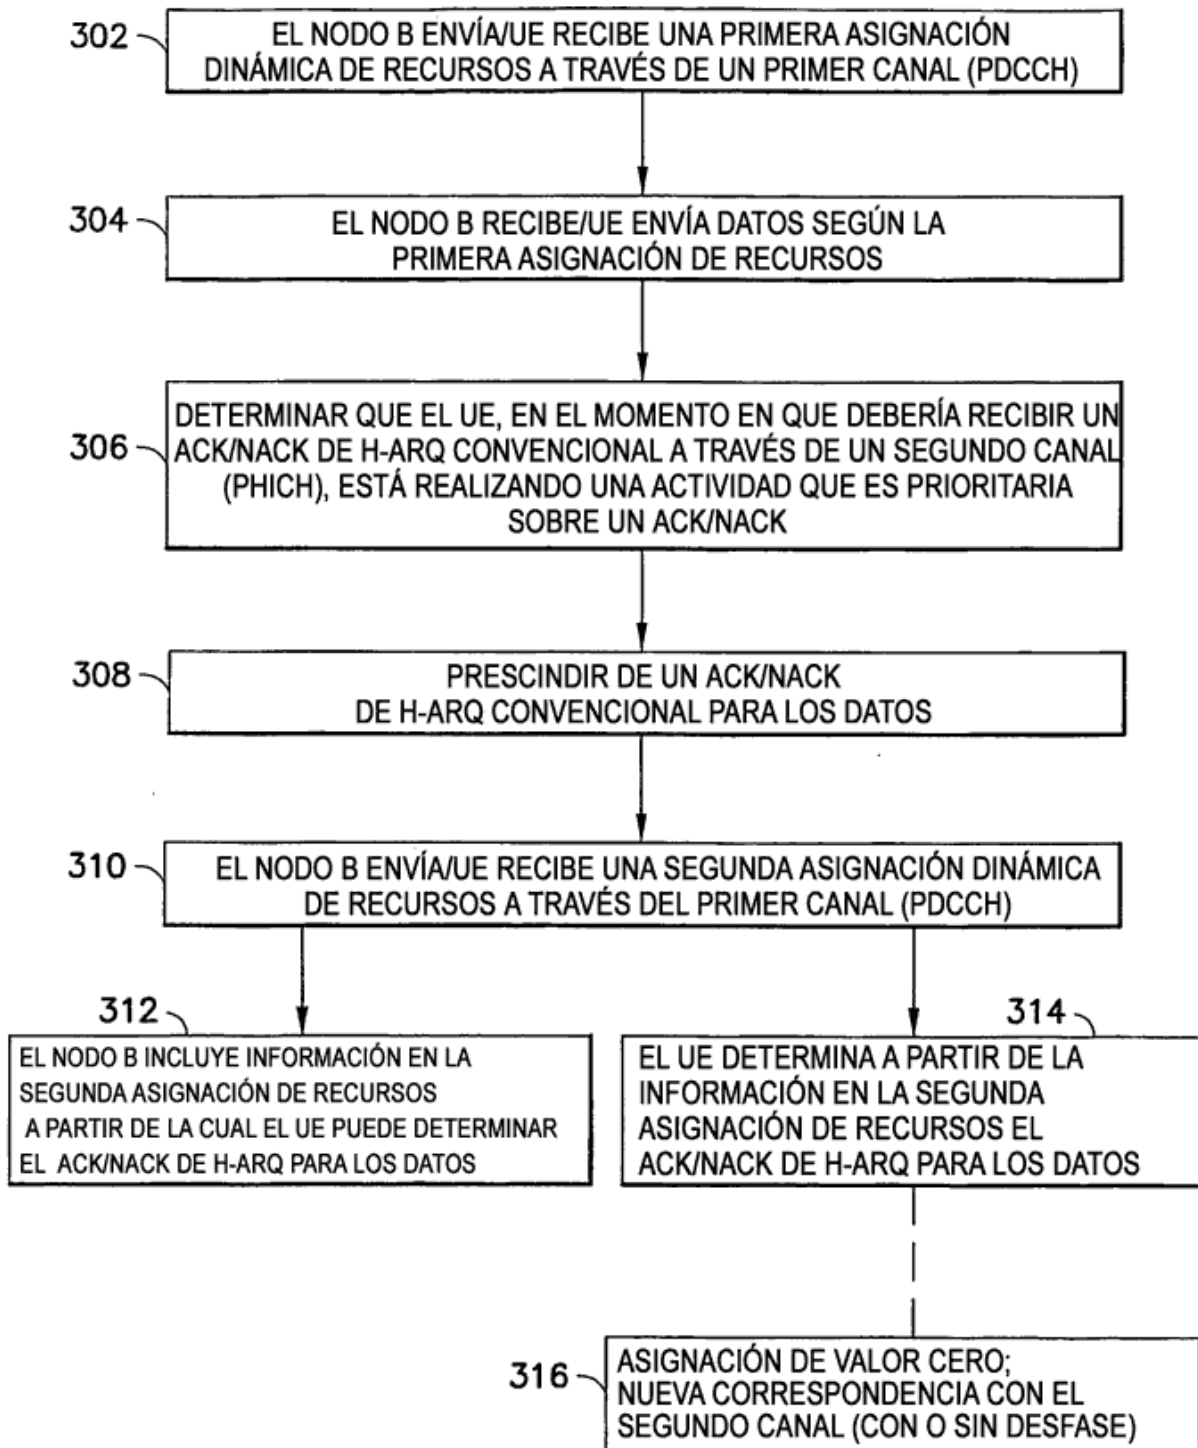 302
EL NODO B ENVÍA/UE RECIBE UNA PRIMERA ASIGNACIÓN
DINÁMICA DE RECURSOS A TRAVÉS DE UN PRIMER CANAL (PDCCH)
304
EL NODO B RECIBE/UE ENVÍA DATOS SEGÚN LA
PRIMERA ASIGNACIÓN DE RECURSOS
306
DETERMINAR QUE EL UE, EN EL MOMENTO EN QUE DEBERÍA RECIBIR UN
ACK/NACK DE H-ARQ CONVENCIONAL A TRAVÉS DE UN SEGUNDO CANAL
(PHICH), ESTÁ REALIZANDO UNA ACTIVIDAD QUE ES PRIORITARIA
SOBRE UN ACK/NACK
308
PRESCINDIR DE UN ACK/NACK
DE H-ARQ CONVENCIONAL PARA LOS DATOS
310
EL NODO B ENVÍA/UE RECIBE UNA SEGUNDA ASIGNACIÓN DINÁMICA
DE RECURSOS A TRAVÉS DEL PRIMER CANAL (PDCCH)
312
EL NODO B INCLUYE INFORMACIÓN EN LA
SEGUNDA ASIGNACIÓN DE RECURSOS
A PARTIR DE LA CUAL EL UE PUEDE DETERMINAR
EL ACK/NACK DE H-ARQ PARA LOS DATOS
314
EL UE DETERMINA A PARTIR DE LA
INFORMACIÓN EN LA SEGUNDA
ASIGNACIÓN DE RECURSOS EL
ACK/NACK DE H-ARQ PARA LOS DATOS
316
ASIGNACIÓN DE VALOR CERO;
NUEVA CORRESPONDENCIA CON EL
SEGUNDO CANAL (CON O SIN DESFASE)